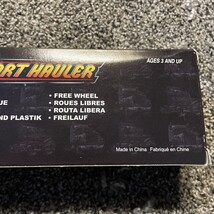 ORT HAULER
AGES 3 AND UP
• FREE WHEEL
UE • ROUES LIBRES
• ROUTA LIBERA
ND PLASTIK • FREILAUF
Made in China Fabriqué en Chine